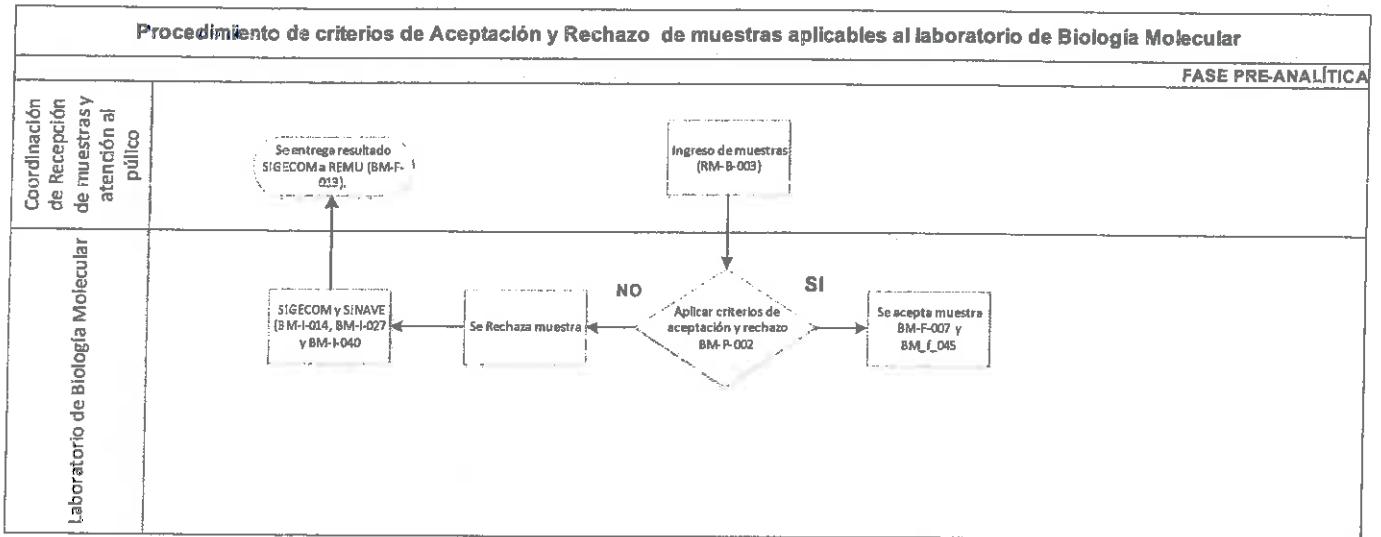 Procedimiento de criterios de Aceptación y Rechazo de muestras aplicables al laboratorio de Biología Molecular
FASE PRE-ANALÍTICA
Coordinación
de Recepción
de muestras y
atención al
púlico
Se entrega resultado
SIGECOM a REMU (BM-F-
013).
Ingreso de muestras
(RM-B-003)
Laboratorio de Biología Molecular
SIGECOM y SINAVE
(BM-I-014, BM-I-027
y BM-I-040
Se Rechaza muestra
NO
Aplicar criterios de
aceptación y rechazo
BM-P-002
SI
Se acepta muestra
BM-F-007 y
BM_f_045